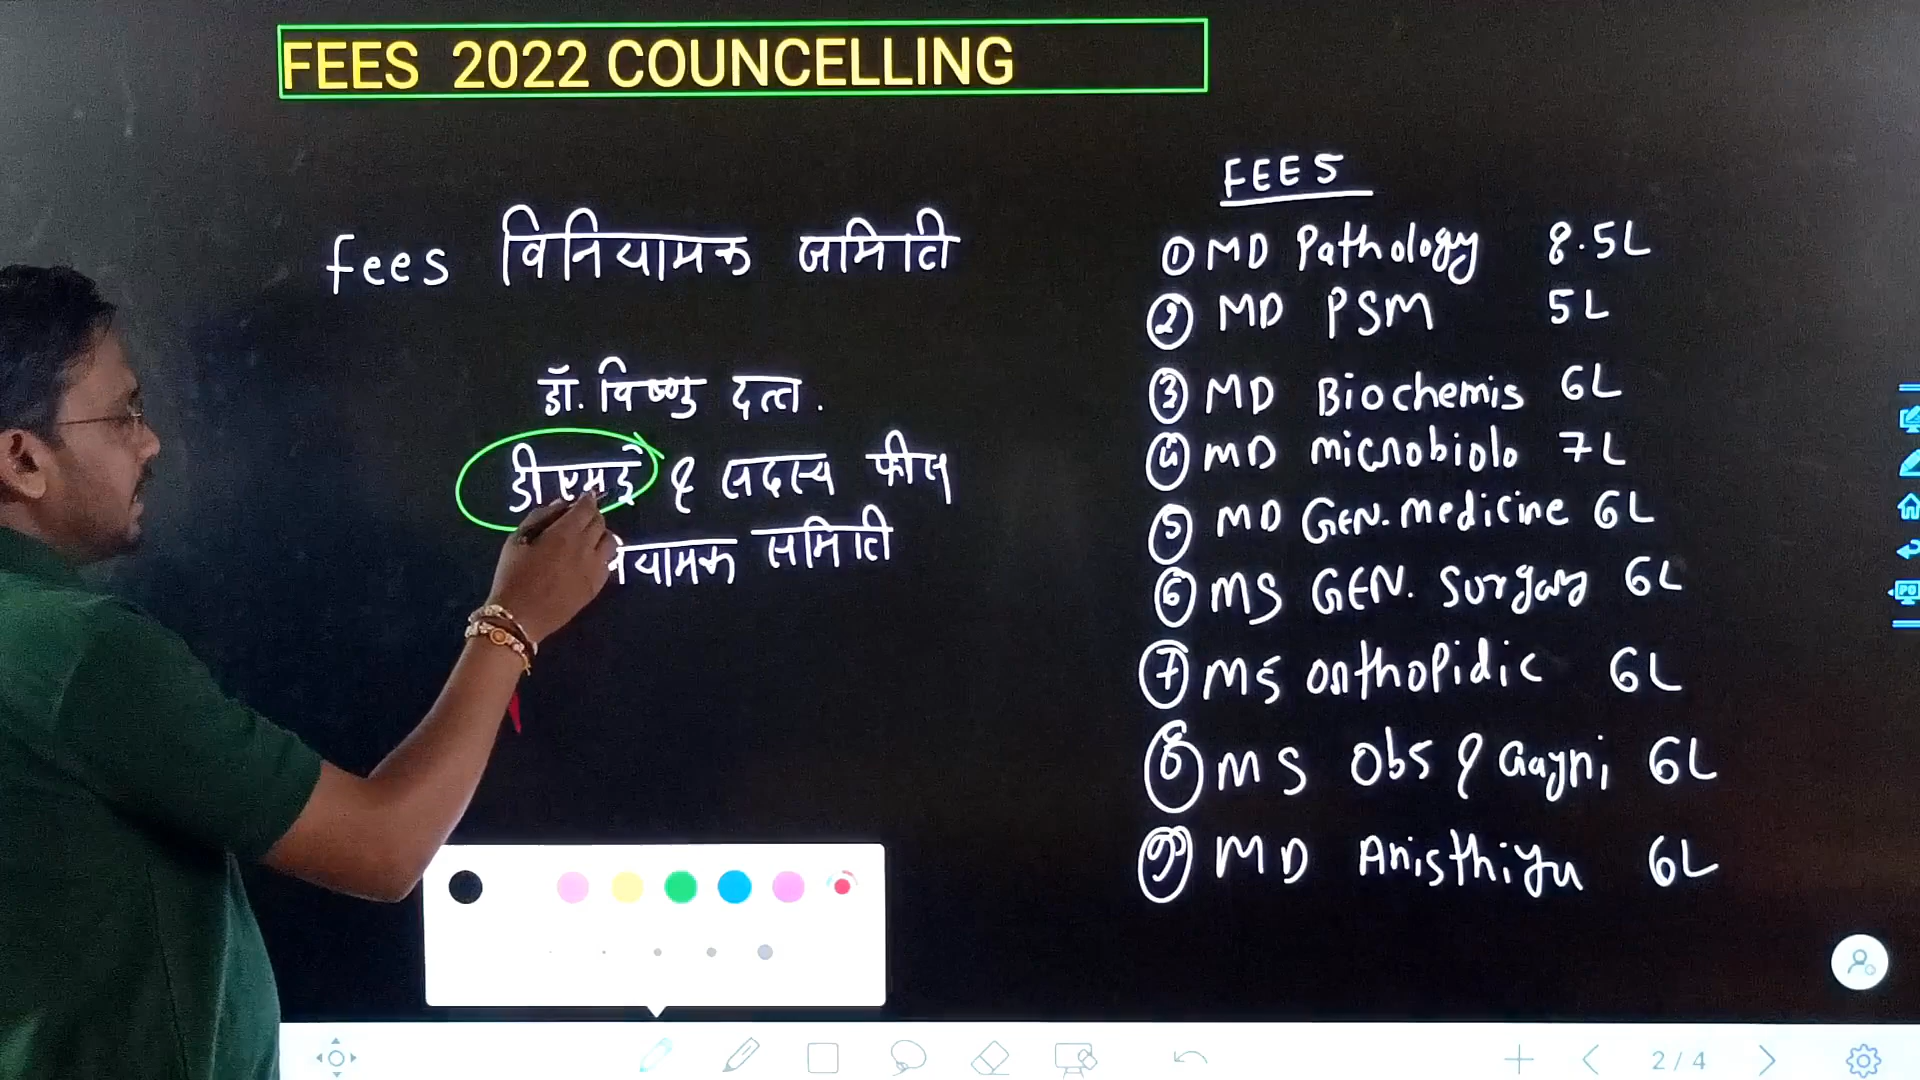 FEES 2022 COUNCELLING
fees विनियामक समिति
डॉ. विष्णु दत्त.
डीएमई & सदस्य फीस
नियामक समिति
FEES
① MD Pathology 8.5L
② MD PSM 5L
③ MD Biochemis 6L
④ MD microbiolo 7L
⑤ MD GEN. medicine 6L
⑥ MS GEN. Surgary 6L
⑦ MS Orthopidic 6L
⑧ MS Obs & Gayni 6L
⑨ MD Anisthiya 6L
2 / 4